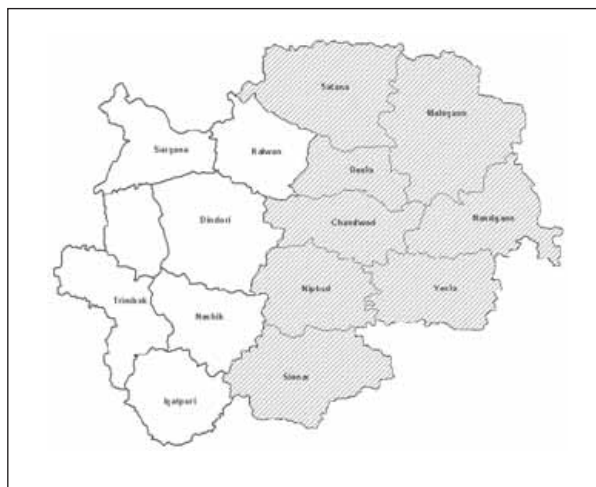 Satana
Malegaon
Surgana
Kalwan
Deola
Dindori
Chandwad
Nandgaon
Niphad
Yeola
Trimbak
Nashik
Sinnar
Igatpuri